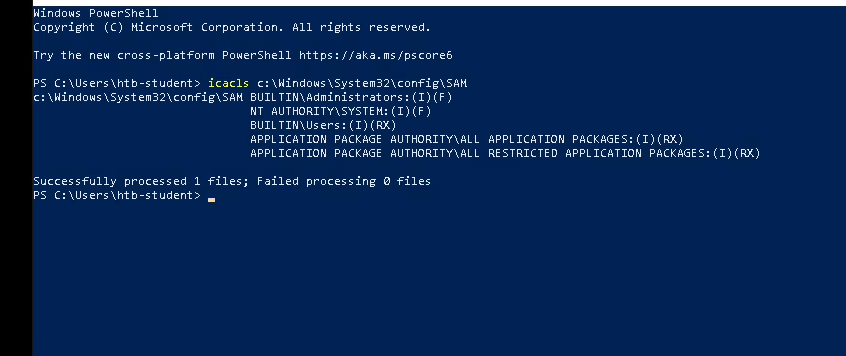 Windows PowerShell
Copyright (C) Microsoft Corporation. All rights reserved.
Try the new cross-platform PowerShell https://aka.ms/pscore6
PS C:\Users\htb-student> icacls c:\Windows\System32\config\SAM
c:\Windows\System32\config\SAM BUILTIN\Administrators:(I)(F)
NT AUTHORITY\SYSTEM:(I)(F)
BUILTIN\Users:(I)(RX)
APPLICATION PACKAGE AUTHORITY\ALL APPLICATION PACKAGES:(I)(RX)
APPLICATION PACKAGE AUTHORITY\ALL RESTRICTED APPLICATION PACKAGES:(I)(RX)
Successfully processed 1 files; Failed processing 0 files
PS C:\Users\htb-student>